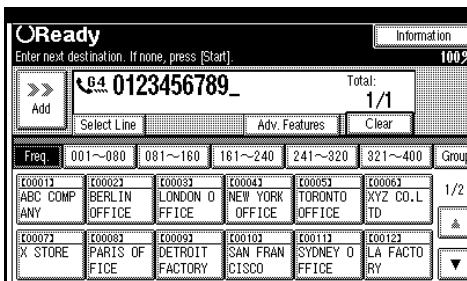 Ready
Information
Enter next destination. If none, press [Start].
100%
Add
G4 0123456789_
Total:
1/1
Select Line
Adv. Features
Clear
Freq.
001~080
081~160
161~240
241~320
321~400
Group
[0001] [0002] [0003] [0004] [0005] [0006]
ABC COMP BERLIN LONDON O NEW YORK TORONTO XYZ CO.L
ANY OFFICE FFICE OFFICE OFFICE TD
1/2
[0007] [0008] [0009] [0010] [0011] [0012]
X STORE PARIS OF DETROIT SAN FRAN SYDNEY O LA FACTO
FICE FACTORY CISCO FFICE RY